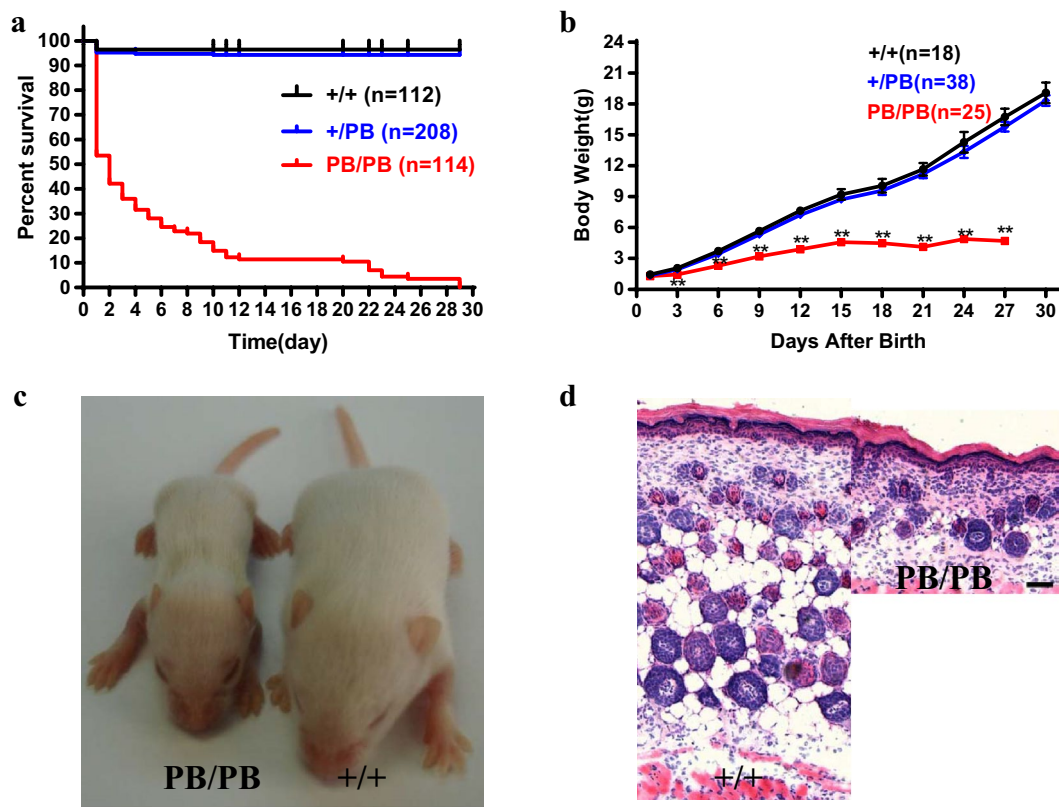 a
100
90
80
70
60
50
40
30
20
10
0
Percent survival
+/+ (n=112)
+/PB (n=208)
PB/PB (n=114)
0 2 4 6 8 10 12 14 16 18 20 22 24 26 28 30
Time(day)
b
24
21
18
15
12
9
6
3
0
Body Weight(g)
+/+(n=18)
+/PB(n=38)
PB/PB(n=25)
** ** ** ** ** ** ** ** **
0 3 6 9 12 15 18 21 24 27 30
Days After Birth
c
PB/PB +/+
d
PB/PB
+/+